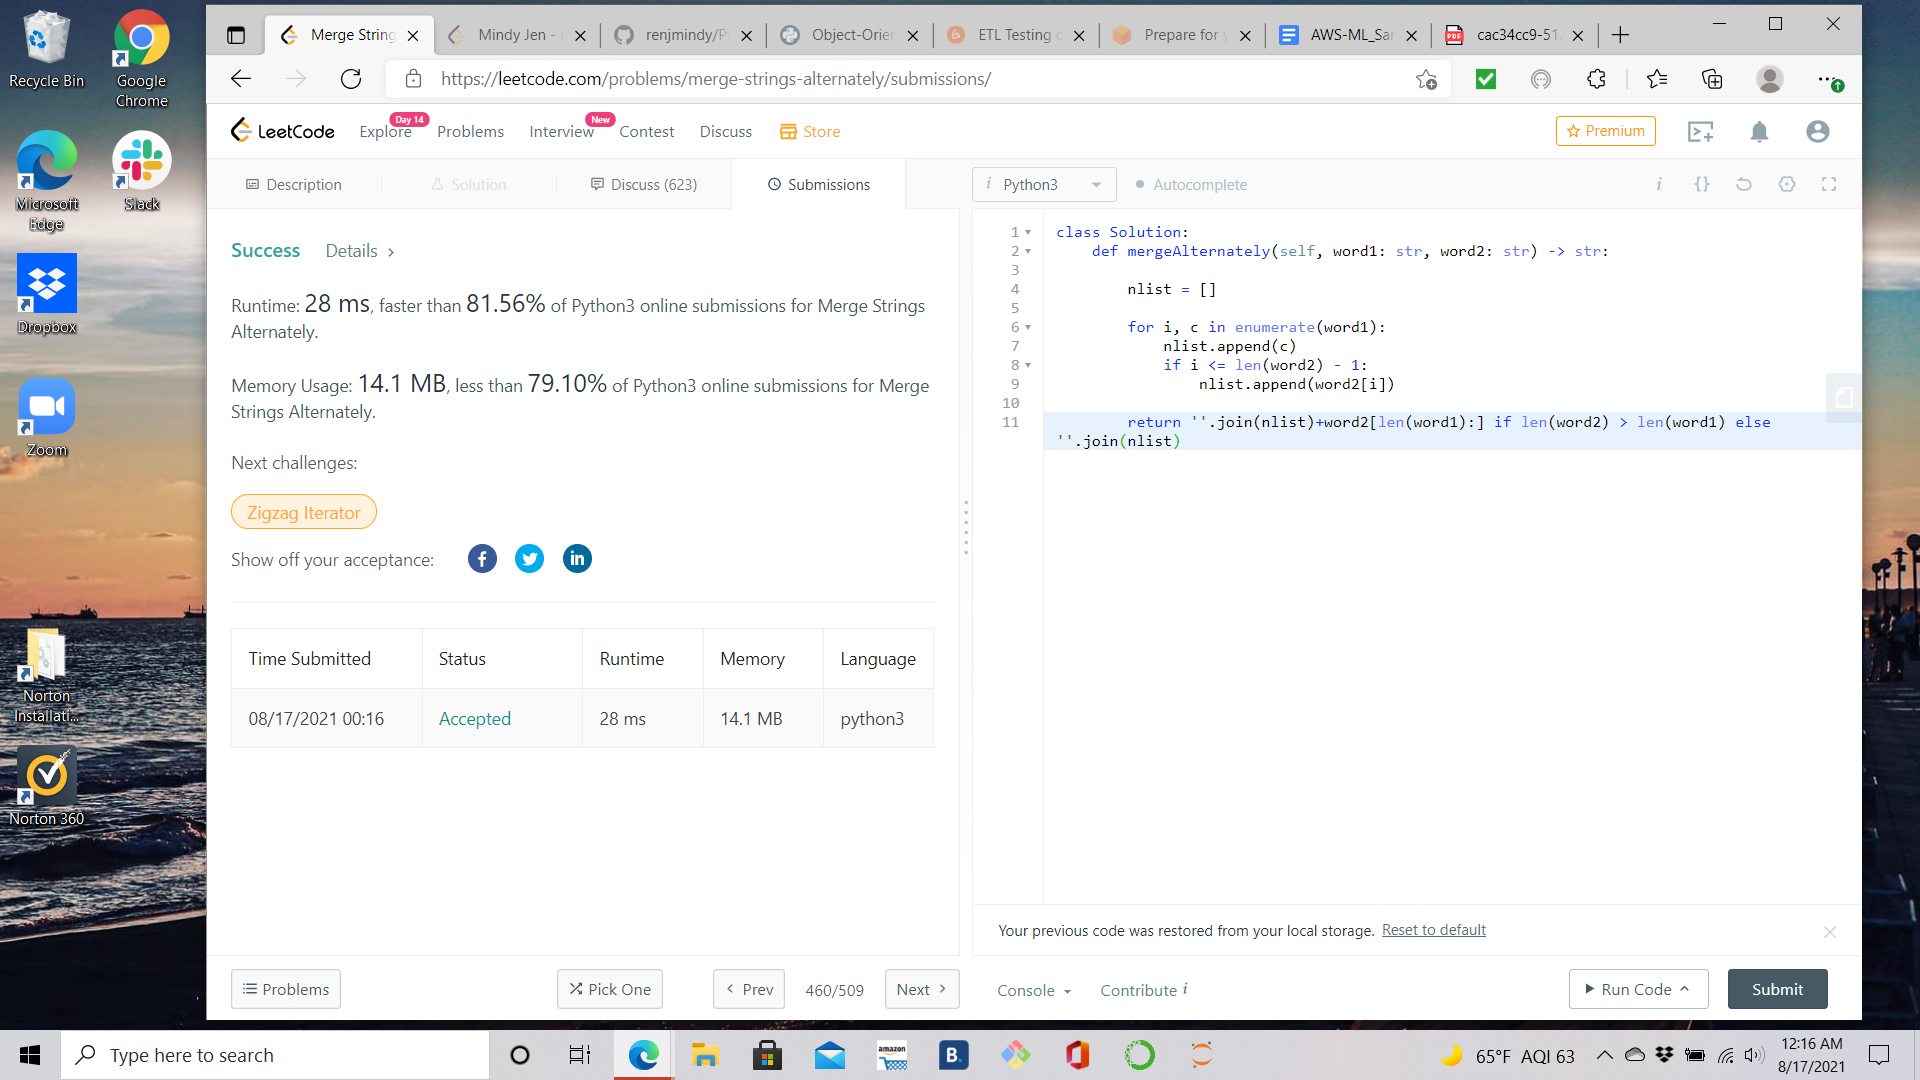 Recycle Bin
Google
Chrome
Microsoft
Edge
Slack
Dropbox
Zoom
Norton
Installati...
Norton 360
Merge String
Mindy Jen -
renjmindy/Py
Object-Orien
ETL Testing
Prepare for y
AWS-ML_Sar
cac34cc9-51
https://leetcode.com/problems/merge-strings-alternately/submissions/
LeetCode
Explore
Day 14
Problems
Interview
New
Contest
Discuss
Store
Premium
Description
Solution
Discuss (623)
Submissions
i Python3
Autocomplete
i {}
Success Details >
Runtime: 28 ms, faster than 81.56% of Python3 online submissions for Merge Strings
Alternately.
Memory Usage: 14.1 MB, less than 79.10% of Python3 online submissions for Merge
Strings Alternately.
Next challenges:
Zigzag Iterator
Show off your acceptance:
Time Submitted Status Runtime Memory Language
08/17/2021 00:16 Accepted 28 ms 14.1 MB python3
1 class Solution:
2 def mergeAlternately(self, word1: str, word2: str) -> str:
3
4 nlist = []
5
6 for i, c in enumerate(word1):
7 nlist.append(c)
8 if i <= len(word2) - 1:
9 nlist.append(word2[i])
10
11 return ''.join(nlist)+word2[len(word1):] if len(word2) > len(word1) else
''.join(nlist)
Your previous code was restored from your local storage. Reset to default
Problems
Pick One
< Prev
460/509
Next >
Console
Contribute i
Run Code
Submit
Type here to search
amazon
B.
65°F AQI 63
12:16 AM
8/17/2021